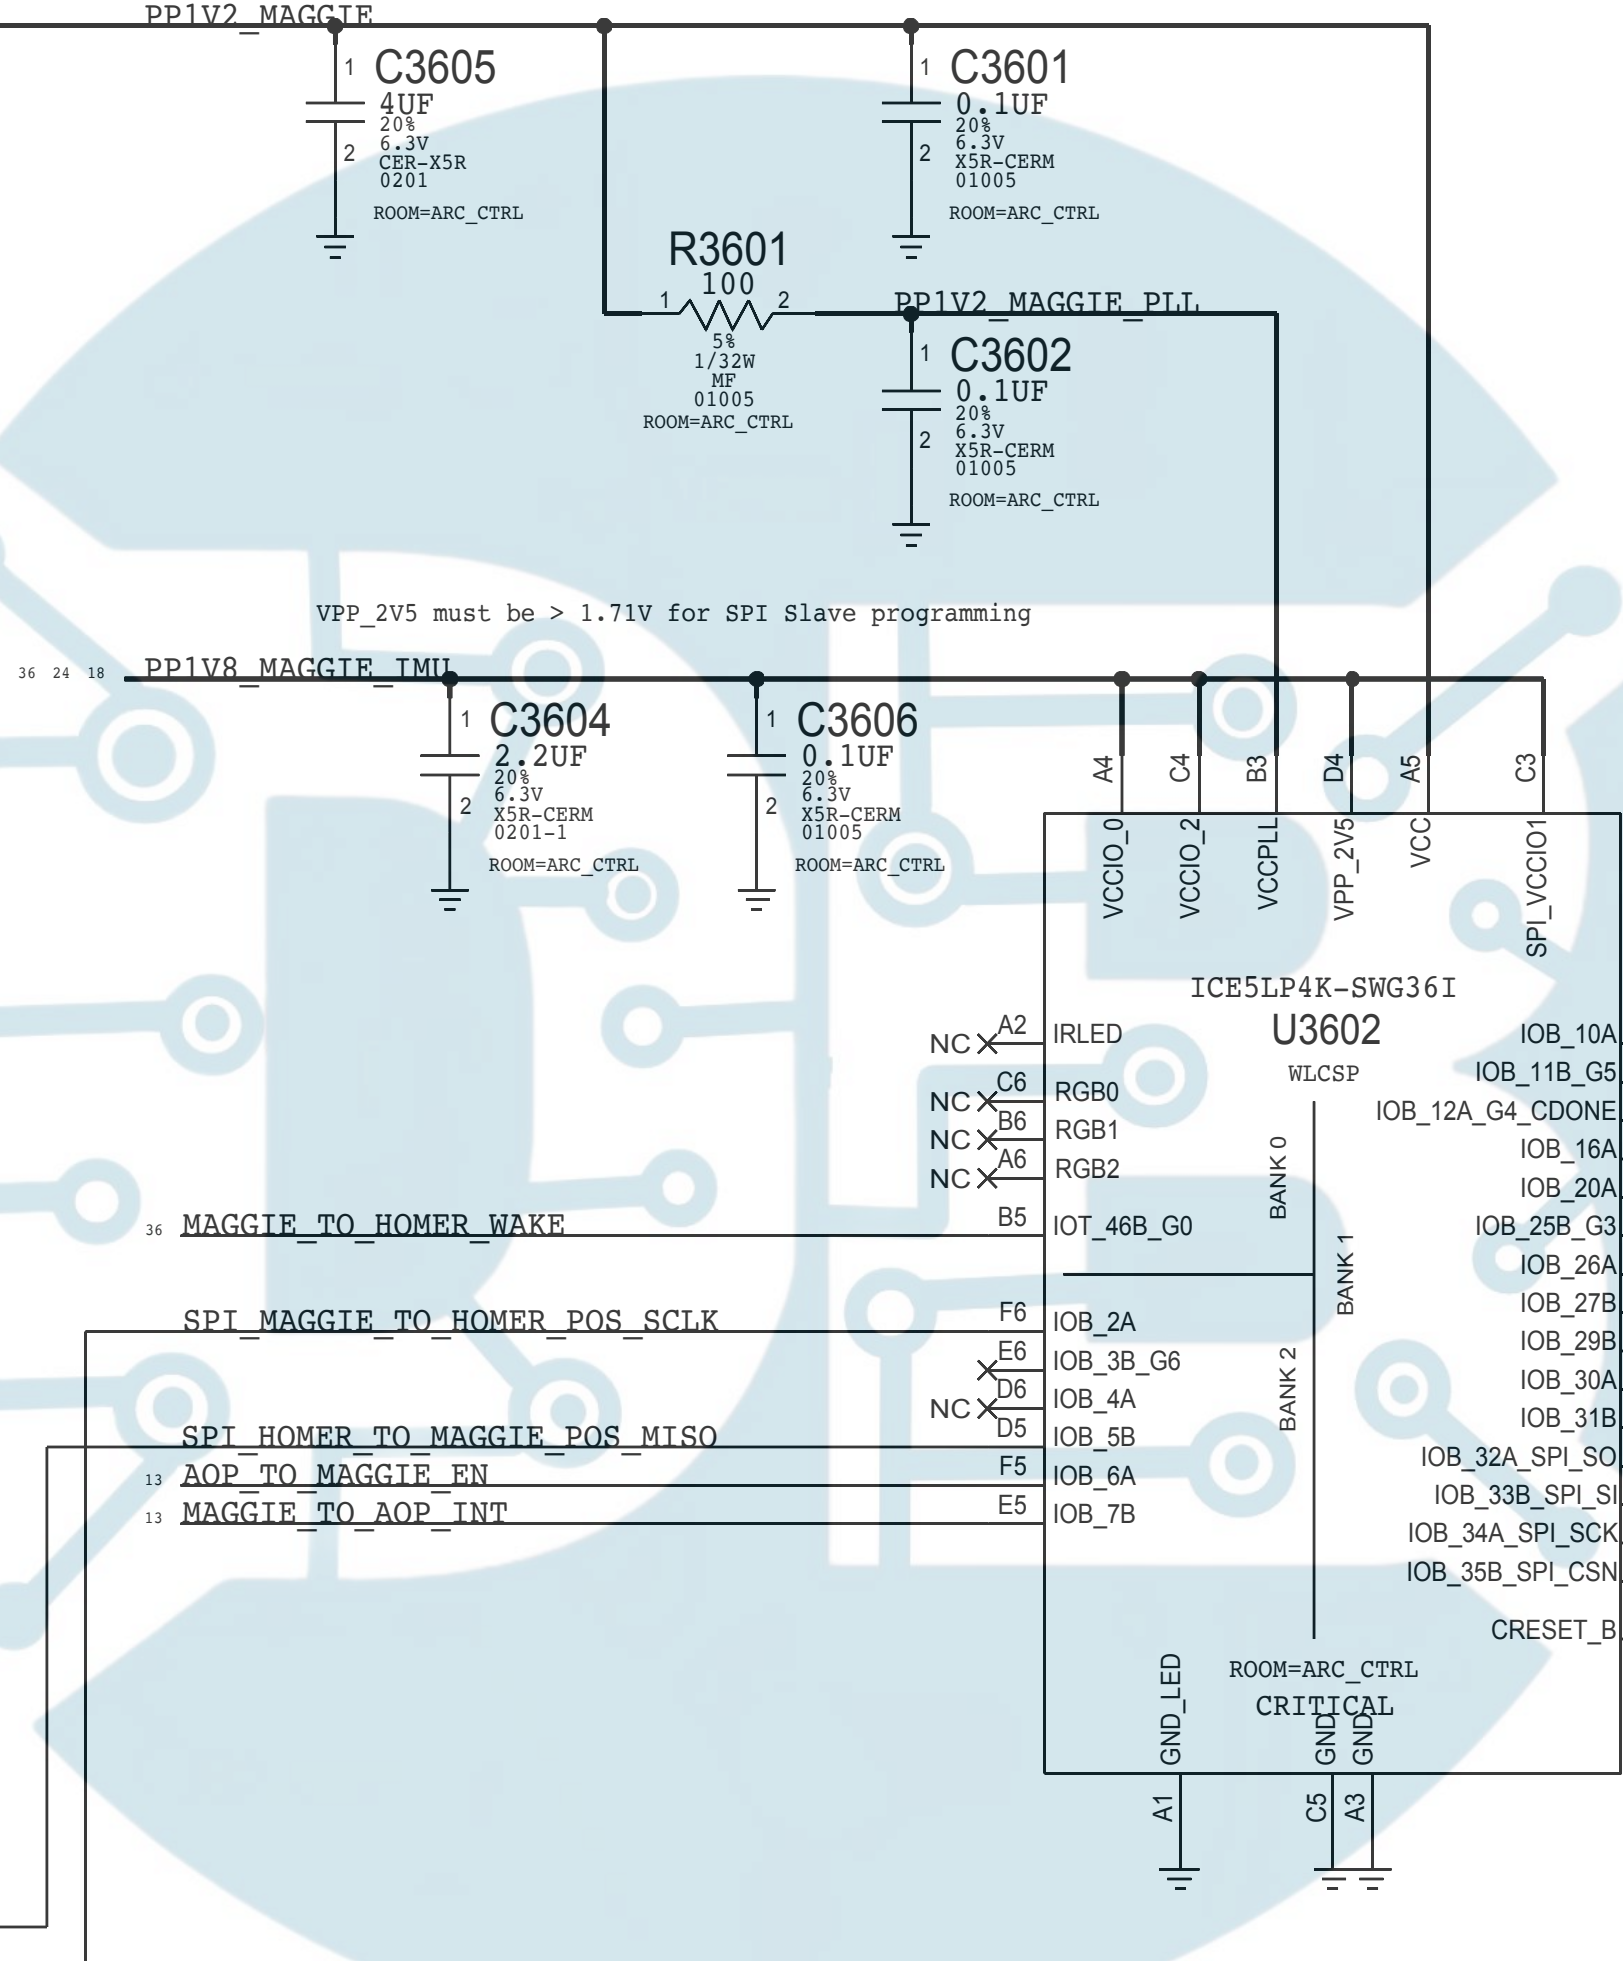 PP1V2_MAGGIE
1 C3605
4UF
20%
6.3V
2
CER-X5R
0201
ROOM=ARC_CTRL
1 C3601
0.1UF
20%
6.3V
2
X5R-CERM
01005
ROOM=ARC_CTRL
R3601
100
1 2
5%
1/32W
MF
01005
ROOM=ARC_CTRL
PP1V2_MAGGIE_PLL
1 C3602
0.1UF
20%
6.3V
2
X5R-CERM
01005
ROOM=ARC_CTRL
VPP_2V5 must be > 1.71V for SPI Slave programming
36 24 18 PP1V8_MAGGIE_IMU
1 C3604
2.2UF
20%
6.3V
2
X5R-CERM
0201-1
ROOM=ARC_CTRL
1 C3606
0.1UF
20%
6.3V
2
X5R-CERM
01005
ROOM=ARC_CTRL
A4
C4
B3
D4
A5
C3
VCCIO_0
VCCIO_2
VCCPLL
VPP_2V5
VCC
SPI_VCCIO1
ICE5LP4K-SWG36I
U3602
WLCSP
NC A2 IRLED
NC C6 RGB0
NC B6 RGB1
NC A6 RGB2
36 MAGGIE_TO_HOMER_WAKE B5 IOT_46B_G0
SPI_MAGGIE_TO_HOMER_POS_SCLK F6 IOB_2A
E6 IOB_3B_G6
NC D6 IOB_4A
SPI_HOMER_TO_MAGGIE_POS_MISO D5 IOB_5B
13 AOP_TO_MAGGIE_EN F5 IOB_6A
13 MAGGIE_TO_AOP_INT E5 IOB_7B
BANK 0
BANK 1
BANK 2
IOB_10A
IOB_11B_G5
IOB_12A_G4_CDONE
IOB_16A
IOB_20A
IOB_25B_G3
IOB_26A
IOB_27B
IOB_29B
IOB_30A
IOB_31B
IOB_32A_SPI_SO
IOB_33B_SPI_SI
IOB_34A_SPI_SCK
IOB_35B_SPI_CSN
CRESET_B
ROOM=ARC_CTRL
CRITICAL
GND_LED
GND
GND
A1
C5
A3